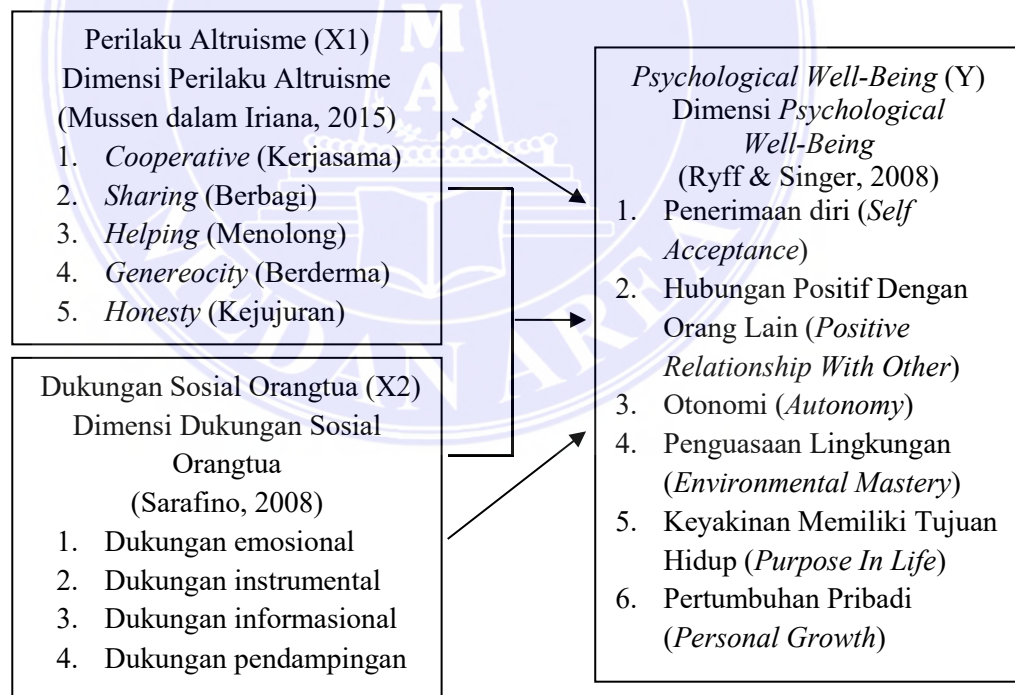 Perilaku Altruisme (X1)
Dimensi Perilaku Altruisme
(Mussen dalam Iriana, 2015)
1. Cooperative (Kerjasama)
2. Sharing (Berbagi)
3. Helping (Menolong)
4. Genereocity (Berderma)
5. Honesty (Kejujuran)
Dukungan Sosial Orangtua (X2)
Dimensi Dukungan Sosial
Orangtua
(Sarafino, 2008)
1. Dukungan emosional
2. Dukungan instrumental
3. Dukungan informasional
4. Dukungan pendampingan
Psychological Well-Being (Y)
Dimensi Psychological
Well-Being
(Ryff & Singer, 2008)
1. Penerimaan diri (Self
Acceptance)
2. Hubungan Positif Dengan
Orang Lain (Positive
Relationship With Other)
3. Otonomi (Autonomy)
4. Penguasaan Lingkungan
(Environmental Mastery)
5. Keyakinan Memiliki Tujuan
Hidup (Purpose In Life)
6. Pertumbuhan Pribadi
(Personal Growth)
M
A
MEDAN AREA